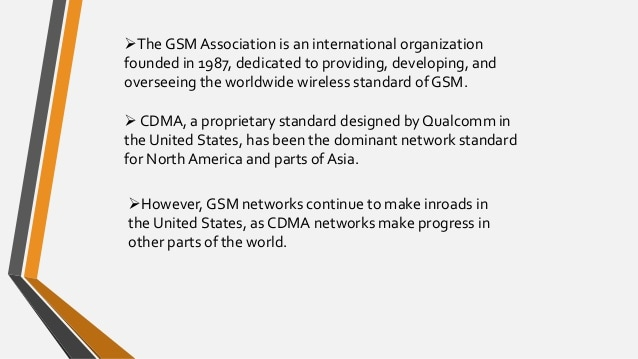 ➢The GSM Association is an international organization
founded in 1987, dedicated to providing, developing, and
overseeing the worldwide wireless standard of GSM.
➢ CDMA, a proprietary standard designed by Qualcomm in
the United States, has been the dominant network standard
for North America and parts of Asia.
➢However, GSM networks continue to make inroads in
the United States, as CDMA networks make progress in
other parts of the world.